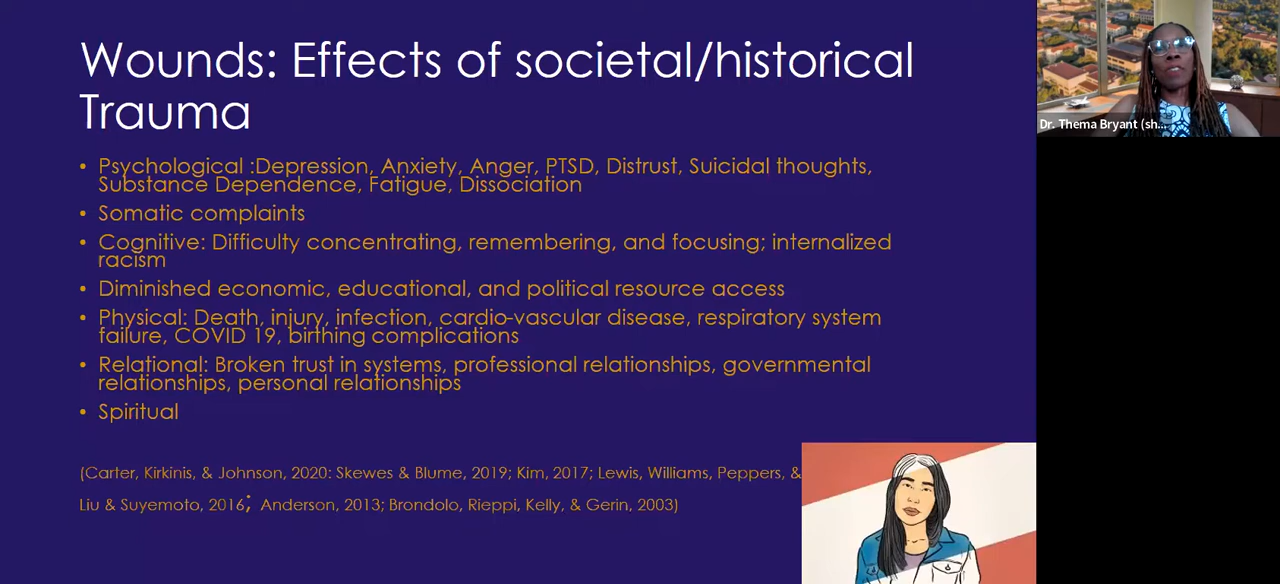 Wounds: Effects of societal/historical
Trauma
• Psychological :Depression, Anxiety, Anger, PTSD, Distrust, Suicidal thoughts,
Substance Dependence, Fatigue, Dissociation
• Somatic complaints
• Cognitive: Difficulty concentrating, remembering, and focusing; internalized
racism
• Diminished economic, educational, and political resource access
• Physical: Death, injury, infection, cardio-vascular disease, respiratory system
failure, COVID 19, birthing complications
• Relational: Broken trust in systems, professional relationships, governmental
relationships, personal relationships
• Spiritual
(Carter, Kirkinis, & Johnson, 2020: Skewes & Blume, 2019; Kim, 2017; Lewis, Williams, Peppers, &
Liu & Suyemoto, 2016; Anderson, 2013; Brondolo, Rieppi, Kelly, & Gerin, 2003)
Dr. Thema Bryant (sh...